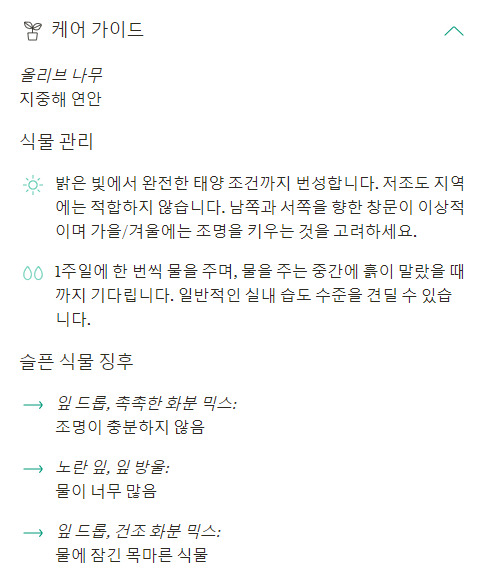 케어 가이드
올리브 나무
지중해 연안
식물 관리
밝은 빛에서 완전한 태양 조건까지 번성합니다. 저조도 지역
에는 적합하지 않습니다. 남쪽과 서쪽을 향한 창문이 이상적
이며 가을/겨울에는 조명을 키우는 것을 고려하세요.
1주일에 한 번씩 물을 주며, 물을 주는 중간에 흙이 말랐을 때
까지 기다립니다. 일반적인 실내 습도 수준을 견딜 수 있습
니다.
슬픈 식물 징후
잎 드롭, 촉촉한 화분 믹스:
조명이 충분하지 않음
노란 잎, 잎 방울:
물이 너무 많음
잎 드롭, 건조 화분 믹스:
물에 잠긴 목마른 식물